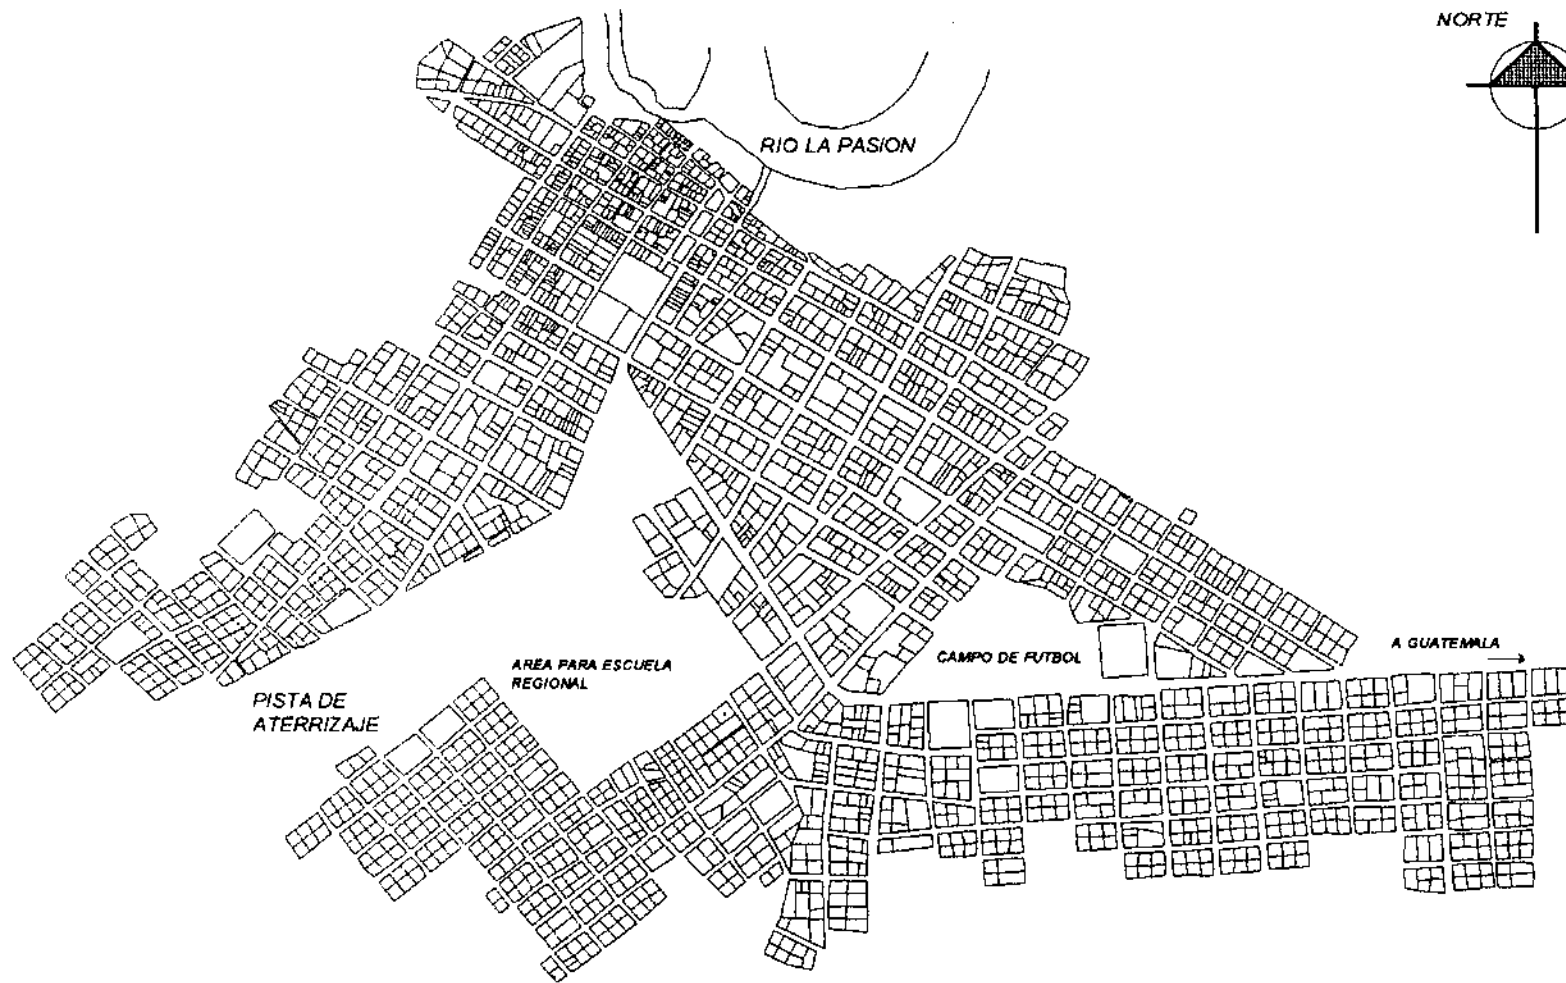 NORTE
RIO LA PASION
CAMPO DE FUTBOL
A GUATEMALA
AREA PARA ESCUELA
REGIONAL
PISTA DE
ATERRIZAJE